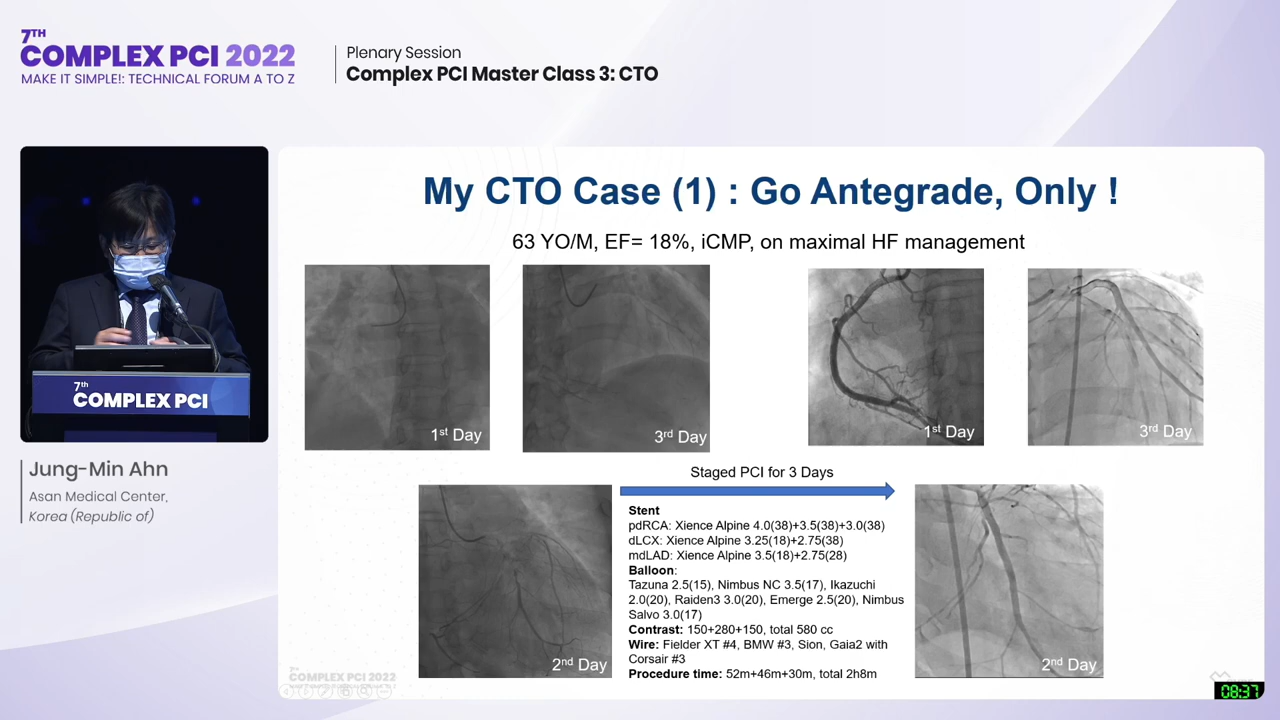 7TH
COMPLEX PCI 2022
MAKE IT SIMPLE!: TECHNICAL FORUM A TO Z
Plenary Session
Complex PCI Master Class 3: CTO
7th
COMPLEX PCI
Jung-Min Ahn
Asan Medical Center,
Korea (Republic of)
My CTO Case (1) : Go Antegrade, Only !
63 YO/M, EF= 18%, iCMP, on maximal HF management
1st Day
3rd Day
1st Day
3rd Day
Staged PCI for 3 Days
2nd Day
Stent
pdRCA: Xience Alpine 4.0(38)+3.5(38)+3.0(38)
dLCX: Xience Alpine 3.25(18)+2.75(38)
mdLAD: Xience Alpine 3.5(18)+2.75(28)
Balloon:
Tazuna 2.5(15), Nimbus NC 3.5(17), Ikazuchi
2.0(20), Raiden3 3.0(20), Emerge 2.5(20), Nimbus
Salvo 3.0(17)
Contrast: 150+280+150, total 580 cc
Wire: Fielder XT #4, BMW #3, Sion, Gaia2 with
Corsair #3
Procedure time: 52m+46m+30m, total 2h8m
2nd Day
7TH
COMPLEX PCI 2022
08:37